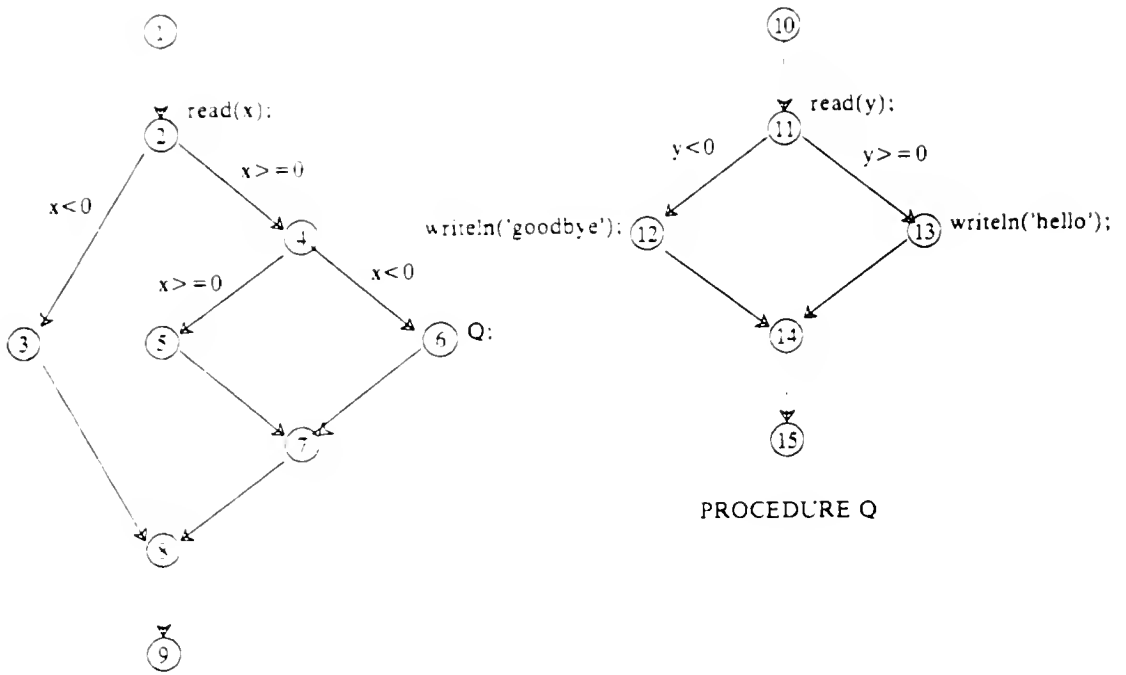 1
10
read(x);
read(y);
2
11
y<0
y>=0
x>=0
x<0
writeln('goodbye');
12
13
writeln('hello');
4
x>=0
x<0
3
5
6
Q;
14
7
15
PROCEDURE Q
8
9